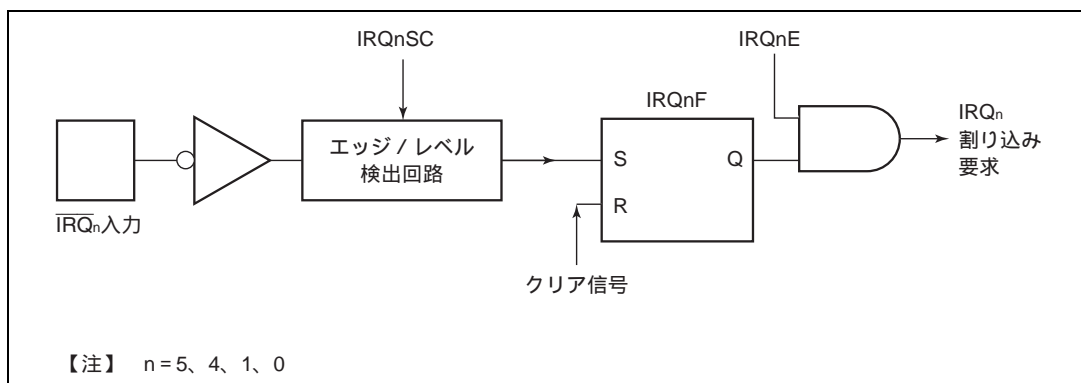 IRQnSC
IRQnE
IRQnF
エッジ / レベル
検出回路
S
Q
R
IRQn
割り込み
要求
IRQn入力
クリア信号
【注】 n = 5、4、1、0